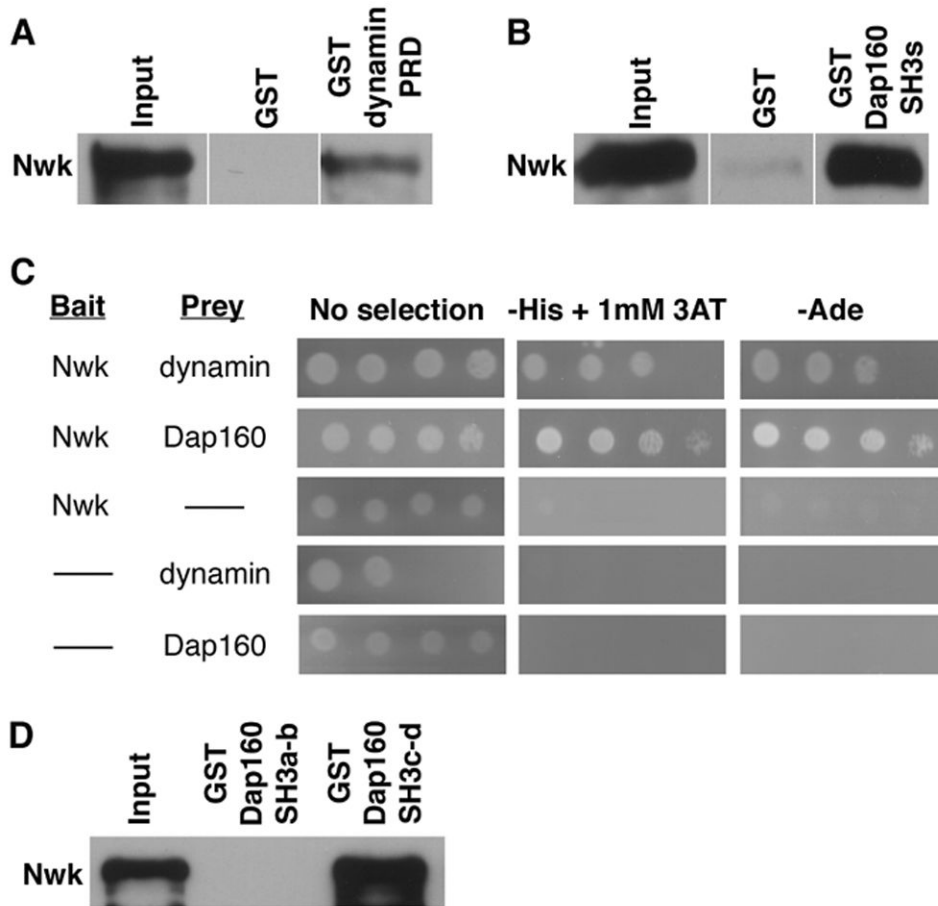 A
Input
GST
GST
dynamin
PRD
Nwk
B
Input
GST
GST
Dap160
SH3s
Nwk
C
Bait Prey No selection -His + 1mM 3AT -Ade
Nwk dynamin
Nwk Dap160
Nwk —
— dynamin
— Dap160
D
Input
GST
Dap160
SH3a-b
GST
Dap160
SH3c-d
Nwk